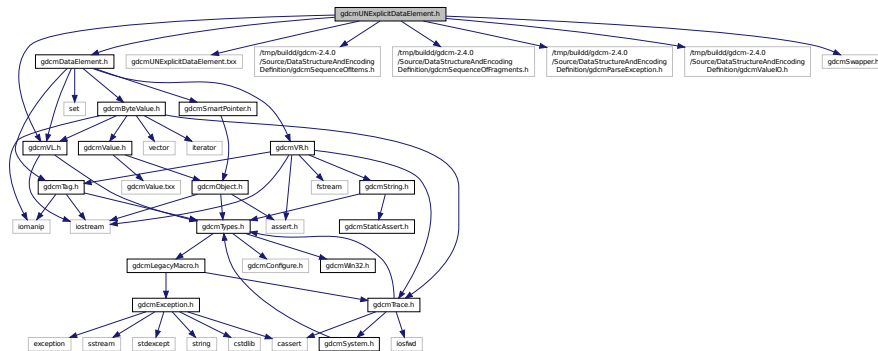 gdcmUNExplicitDataElement.h
gdcmDataElement.h
gdcmUNExplicitDataElement.txx
/tmp/buildd/gdcm-2.4.0
/Source/DataStructureAndEncoding
Definition/gdcmSequenceOfItems.h
/tmp/buildd/gdcm-2.4.0
/Source/DataStructureAndEncoding
Definition/gdcmSequenceOfFragments.h
/tmp/buildd/gdcm-2.4.0
/Source/DataStructureAndEncoding
Definition/gdcmParseException.h
/tmp/buildd/gdcm-2.4.0
/Source/DataStructureAndEncoding
Definition/gdcmValueIO.h
gdcmSwapper.h
set
gdcmByteValue.h
gdcmSmartPointer.h
gdcmVL.h
gdcmValue.h
vector
iterator
gdcmVR.h
gdcmTag.h
gdcmValue.txx
gdcmObject.h
fstream
gdcmString.h
iomanip
iostream
gdcmTypes.h
assert.h
gdcmStaticAssert.h
gdcmLegacyMacro.h
gdcmConfigure.h
gdcmWin32.h
gdcmException.h
gdcmTrace.h
exception
sstream
stdexcept
string
cstdlib
cassert
gdcmSystem.h
iosfwd